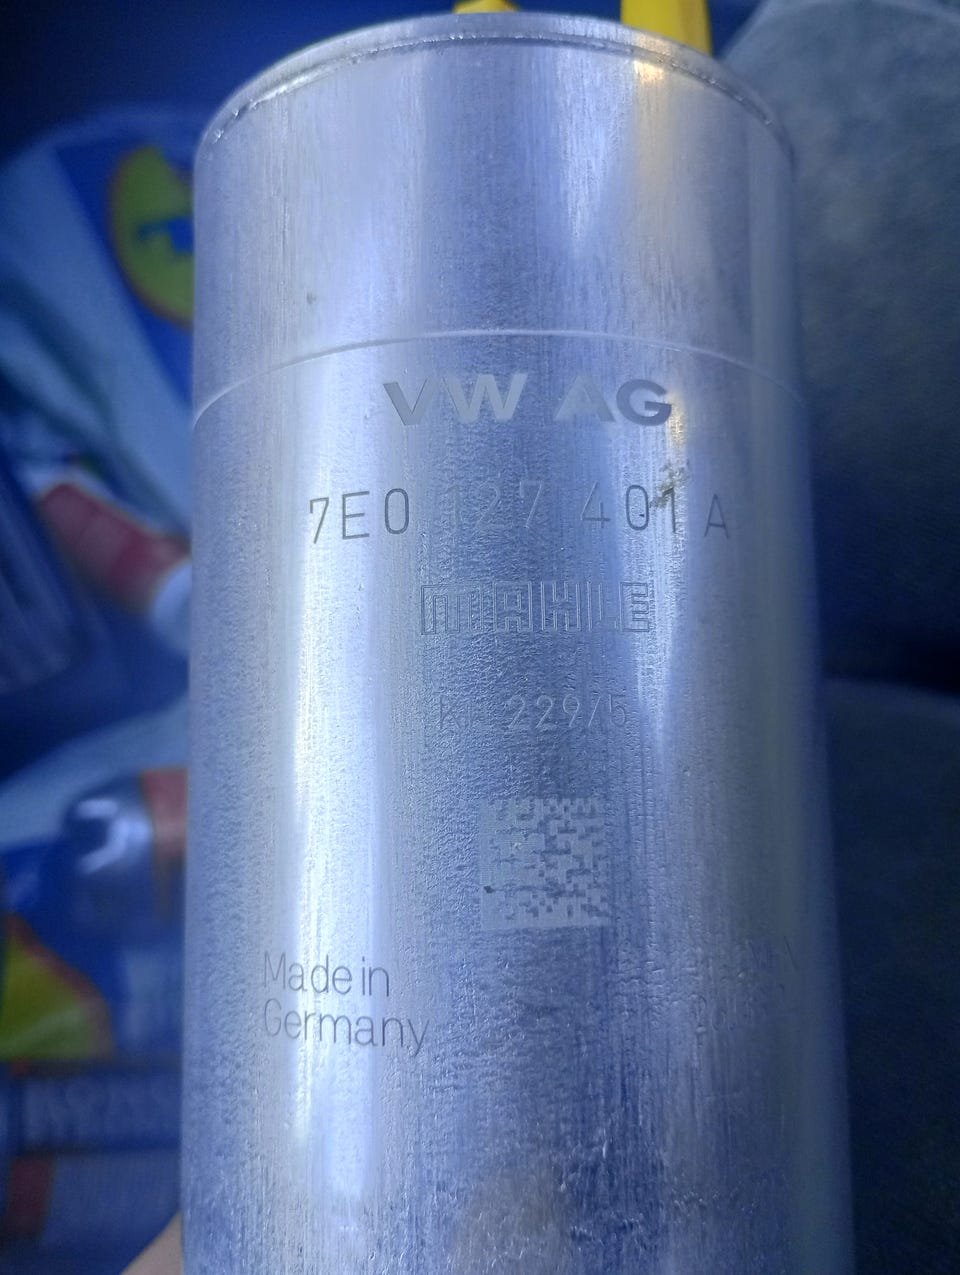 VW AG
7E0 127 401 A
MAHLE
KL 229/5
Made in
Germany